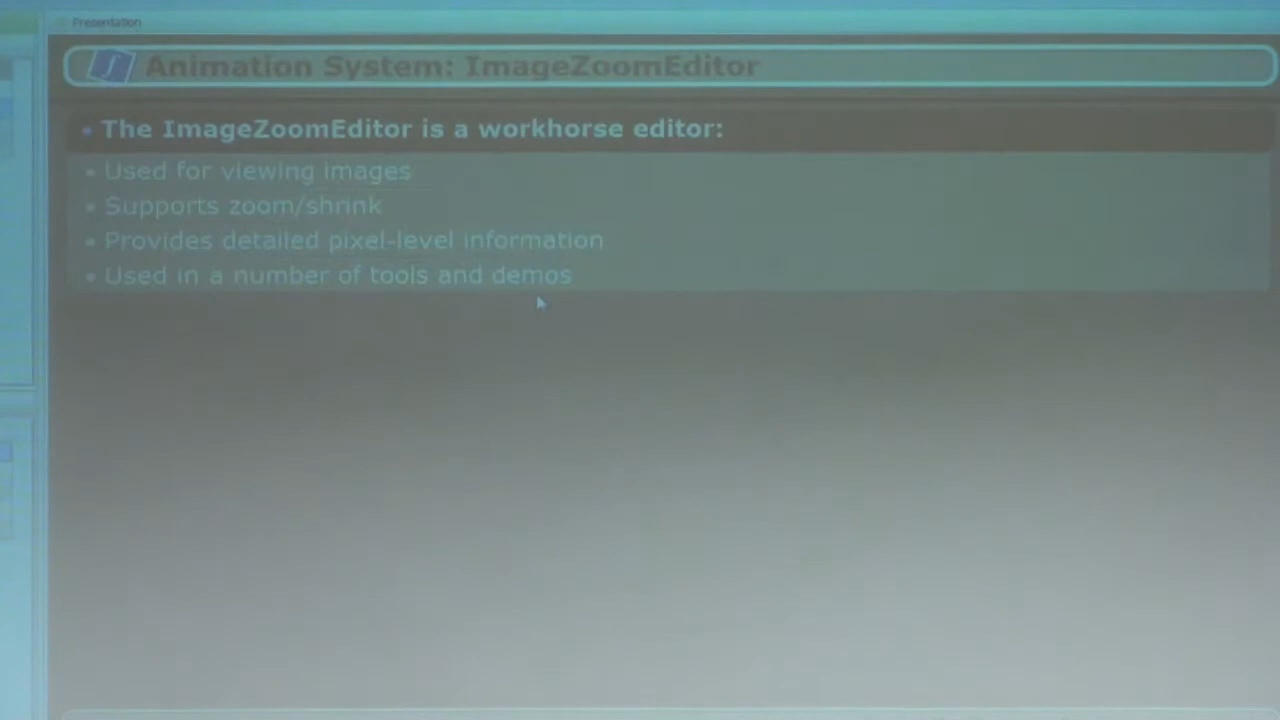 Presentation
Animation System: ImageZoomEditor
• The ImageZoomEditor is a workhorse editor:
• Used for viewing images
• Supports zoom/shrink
• Provides detailed pixel-level information
• Used in a number of tools and demos